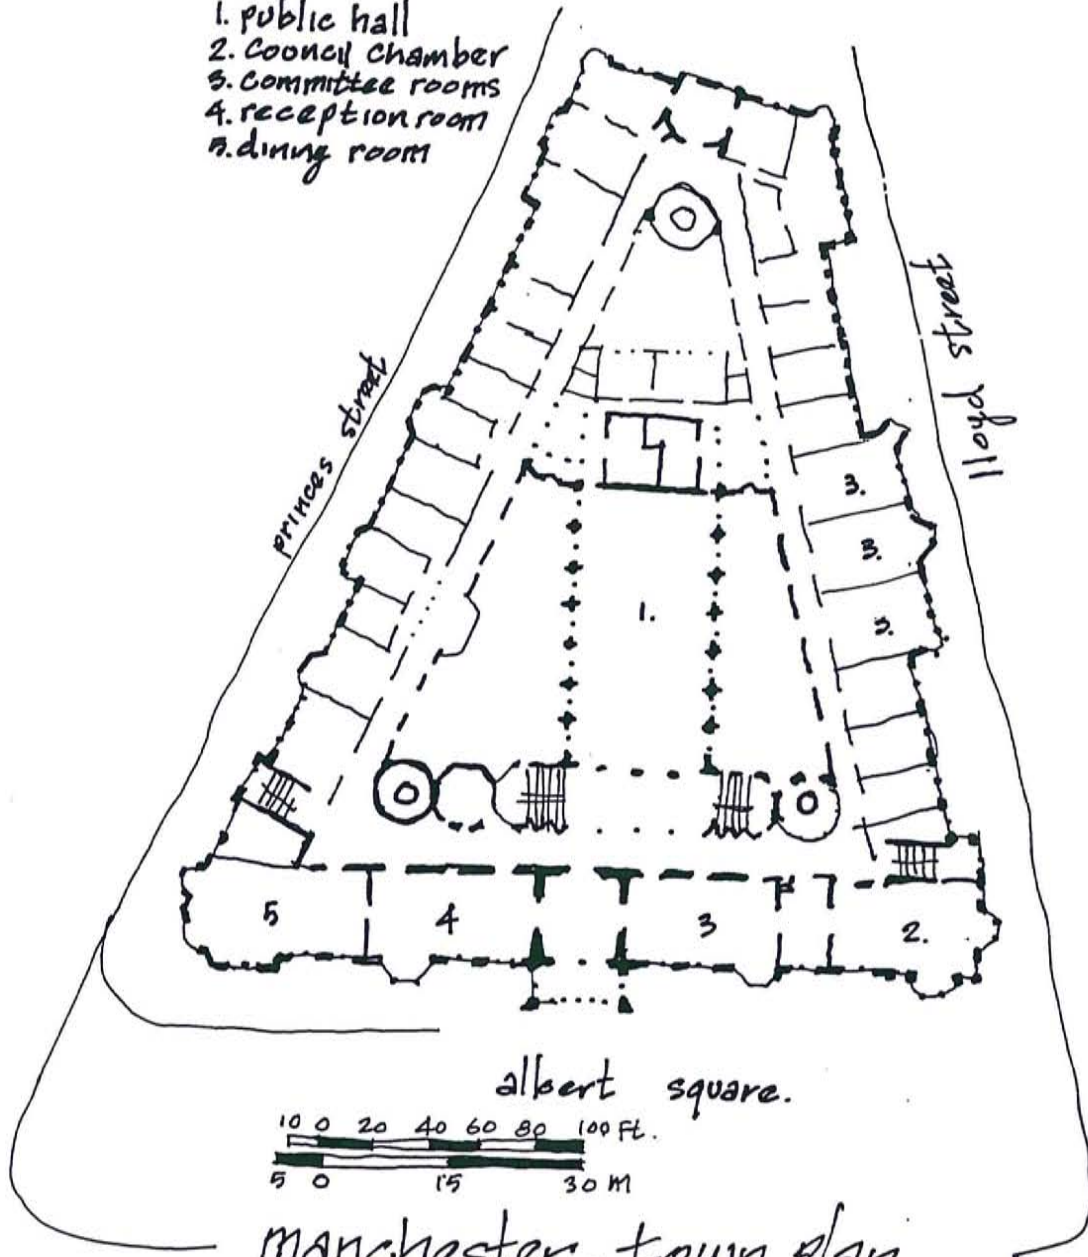 1. public hall
2. Council chamber
3. Committee rooms
4. reception room
5. dining room
princes street
lloyd street
3.
3.
3.
1.
5
4
3
2.
albert square.
10 0 20 40 60 80 100 Ft.
5 0 15 30 m
manchester town plan